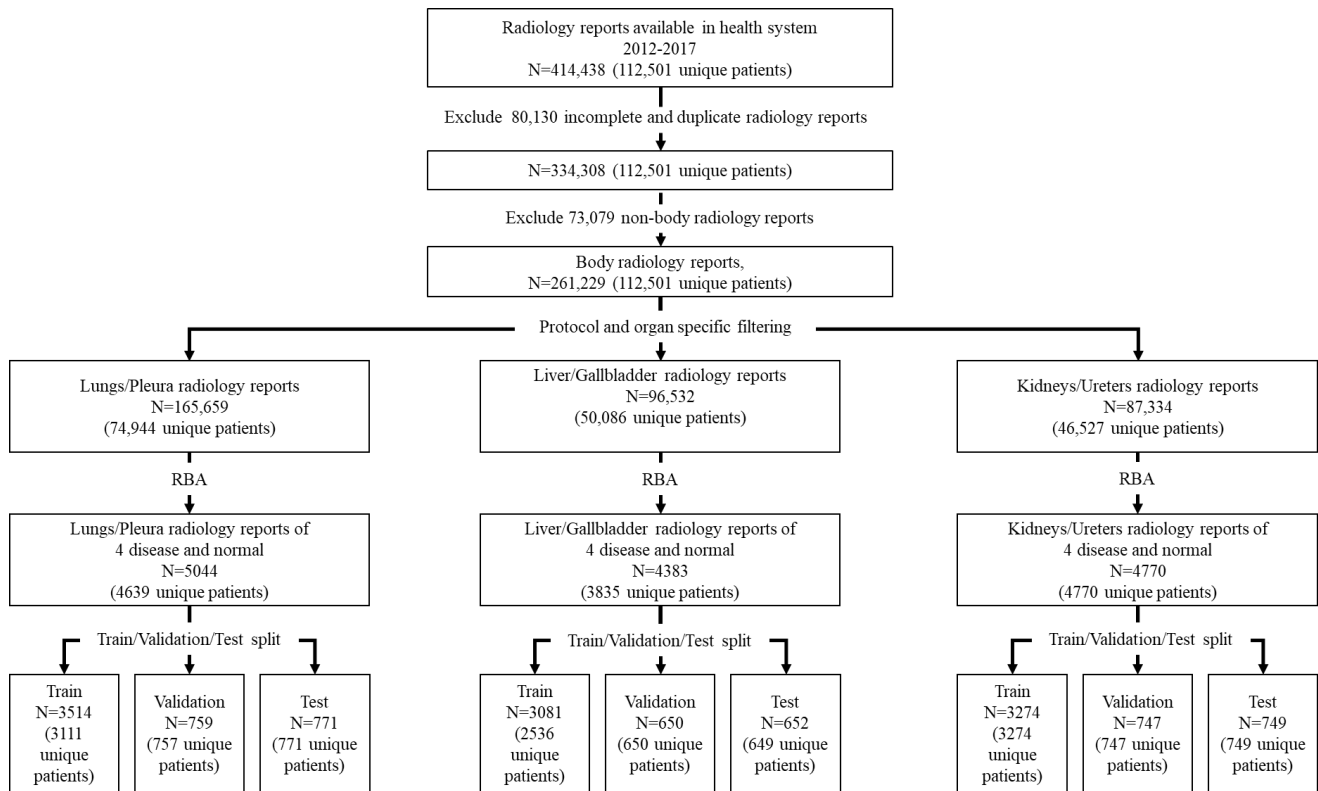 Radiology reports available in health system
2012-2017
N=414,438 (112,501 unique patients)
Exclude 80,130 incomplete and duplicate radiology reports
N=334,308 (112,501 unique patients)
Exclude 73,079 non-body radiology reports
Body radiology reports,
N=261,229 (112,501 unique patients)
Protocol and organ specific filtering
Lungs/Pleura radiology reports
N=165,659
(74,944 unique patients)
Liver/Gallbladder radiology reports
N=96,532
(50,086 unique patients)
Kidneys/Ureters radiology reports
N=87,334
(46,527 unique patients)
RBA
RBA
RBA
Lungs/Pleura radiology reports of
4 disease and normal
N=5044
(4639 unique patients)
Liver/Gallbladder radiology reports of
4 disease and normal
N=4383
(3835 unique patients)
Kidneys/Ureters radiology reports of
4 disease and normal
N=4770
(4770 unique patients)
Train/Validation/Test split
Train/Validation/Test split
Train/Validation/Test split
Train
N=3514
(3111
unique
patients)
Validation
N=759
(757 unique
patients)
Test
N=771
(771 unique
patients)
Train
N=3081
(2536
unique
patients)
Validation
N=650
(650 unique
patients)
Test
N=652
(649 unique
patients)
Train
N=3274
(3274
unique
patients)
Validation
N=747
(747 unique
patients)
Test
N=749
(749 unique
patients)